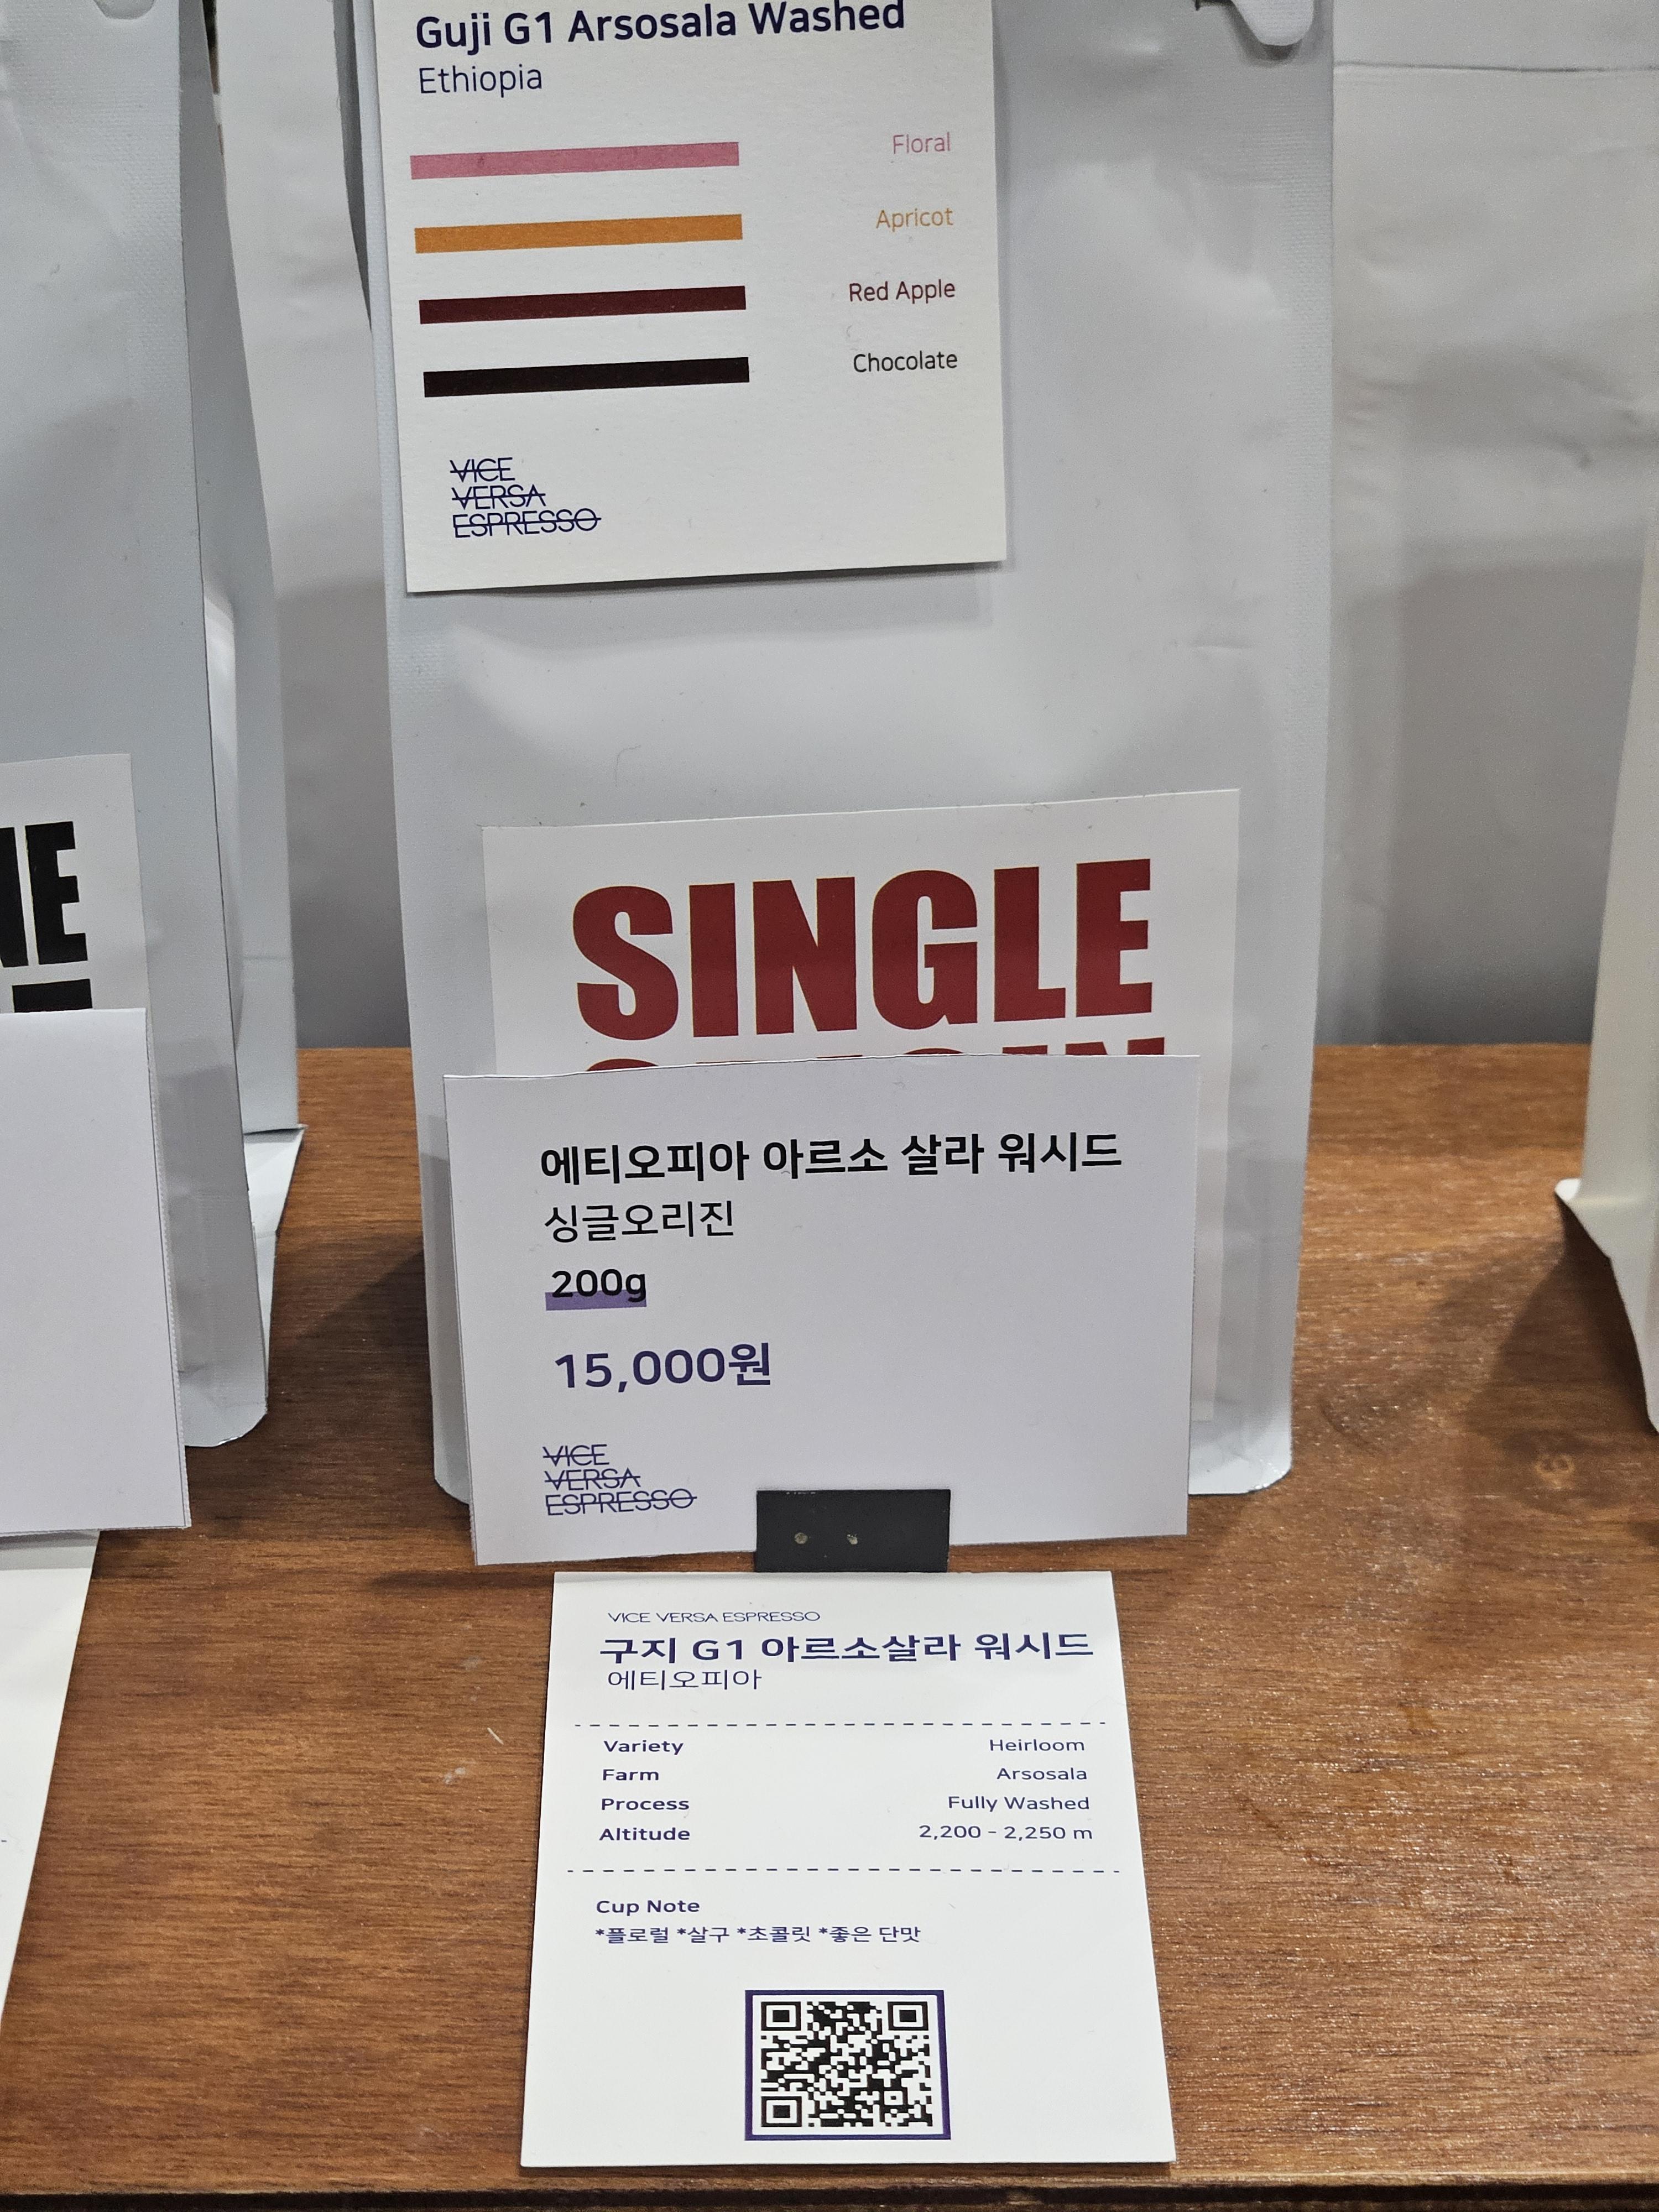 Guji G1 Arsosala Washed
Ethiopia
Floral
Apricot
Red Apple
Chocolate
VICE
VERSA
ESPRESSO
SINGLE
에티오피아 아르소 살라 워시드
싱글오리진
200g
15,000원
VICE
VERSA
ESPRESSO
VICE VERSA ESPRESSO
구지 G1 아르소살라 워시드
에티오피아
Variety Heirloom
Farm Arsosala
Process Fully Washed
Altitude 2,200 - 2,250 m
Cup Note
*플로럴 *살구 *초콜릿 *좋은 단맛